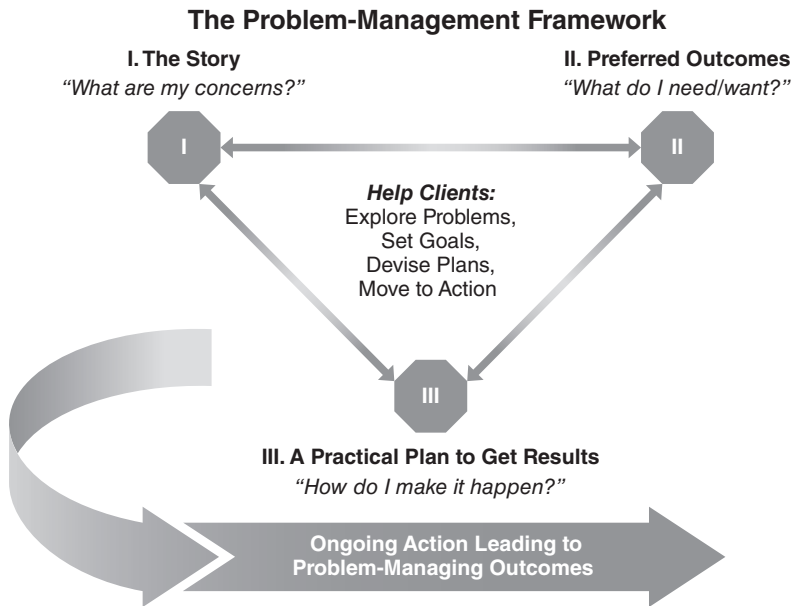 The Problem-Management Framework
I. The Story
“What are my concerns?”
II. Preferred Outcomes
“What do I need/want?”
I
II
Help Clients:
Explore Problems,
Set Goals,
Devise Plans,
Move to Action
III
III. A Practical Plan to Get Results
“How do I make it happen?”
Ongoing Action Leading to
Problem-Managing Outcomes